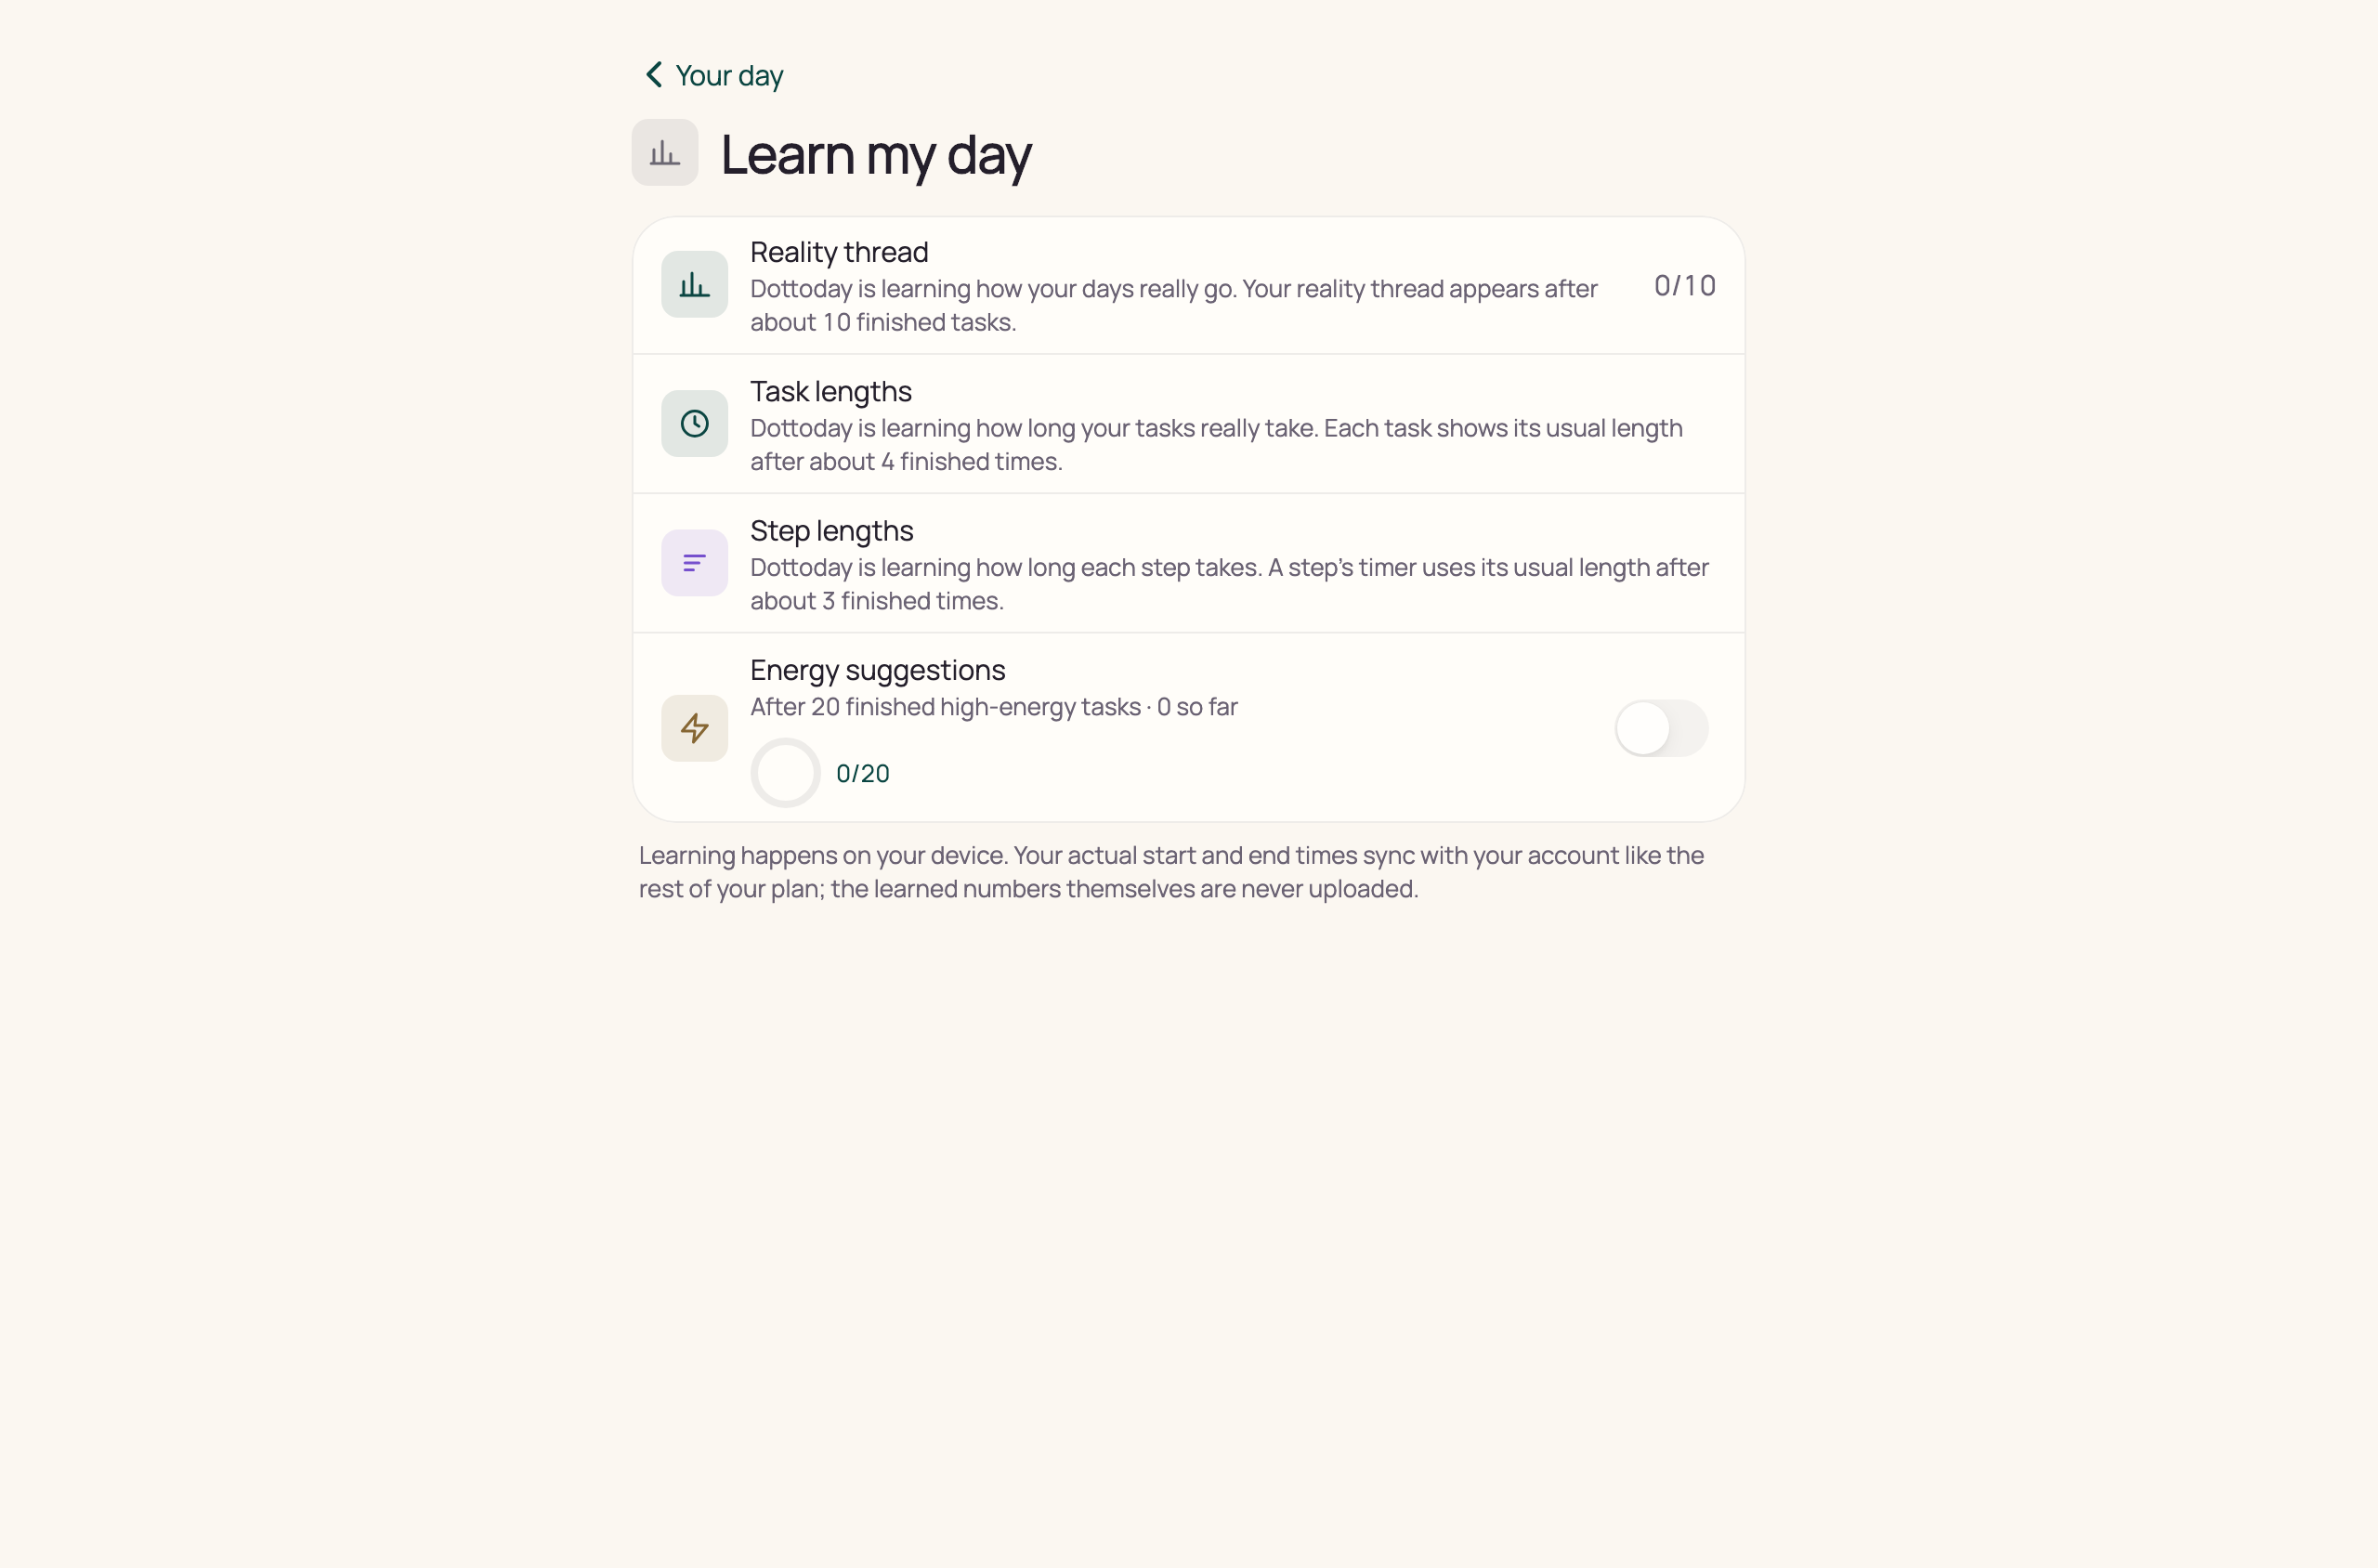 Your day
Learn my day
Reality thread
Dottoday is learning how your days really go. Your reality thread appears after
about 10 finished tasks.
0/10
Task lengths
Dottoday is learning how long your tasks really take. Each task shows its usual length
after about 4 finished times.
Step lengths
Dottoday is learning how long each step takes. A step’s timer uses its usual length after
about 3 finished times.
Energy suggestions
After 20 finished high-energy tasks · 0 so far
0/20
Learning happens on your device. Your actual start and end times sync with your account like the
rest of your plan; the learned numbers themselves are never uploaded.